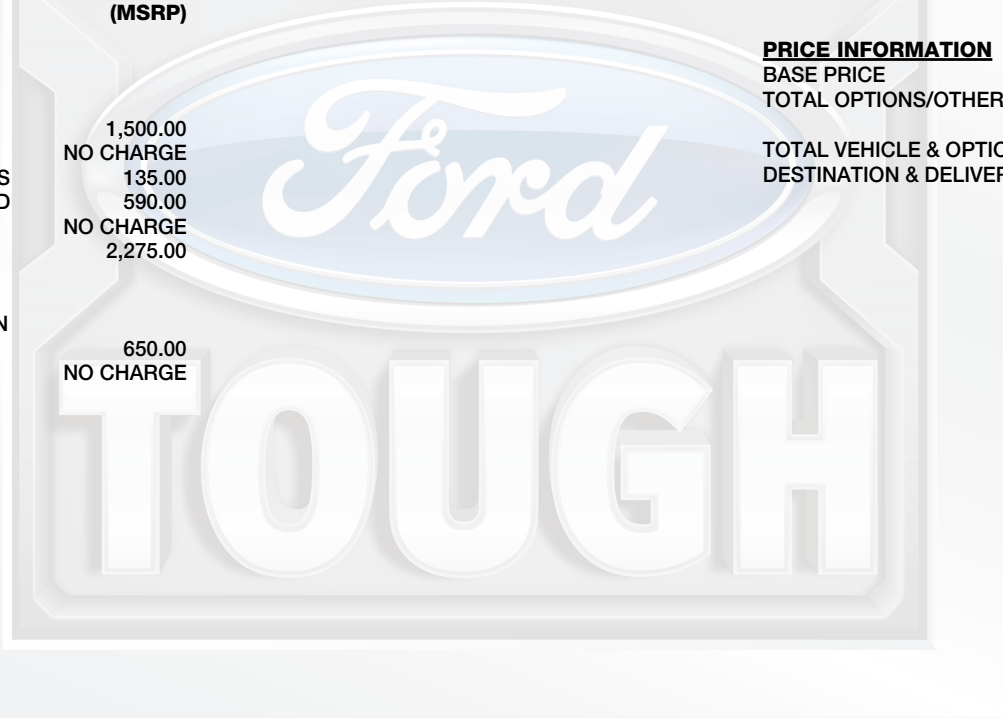 (MSRP)
1,500.00
NO CHARGE
S 135.00
D 590.00
NO CHARGE
2,275.00
N
650.00
NO CHARGE
PRICE INFORMATION
BASE PRICE
TOTAL OPTIONS/OTHER
TOTAL VEHICLE & OPTIO
DESTINATION & DELIVER
Ford
TOUGH